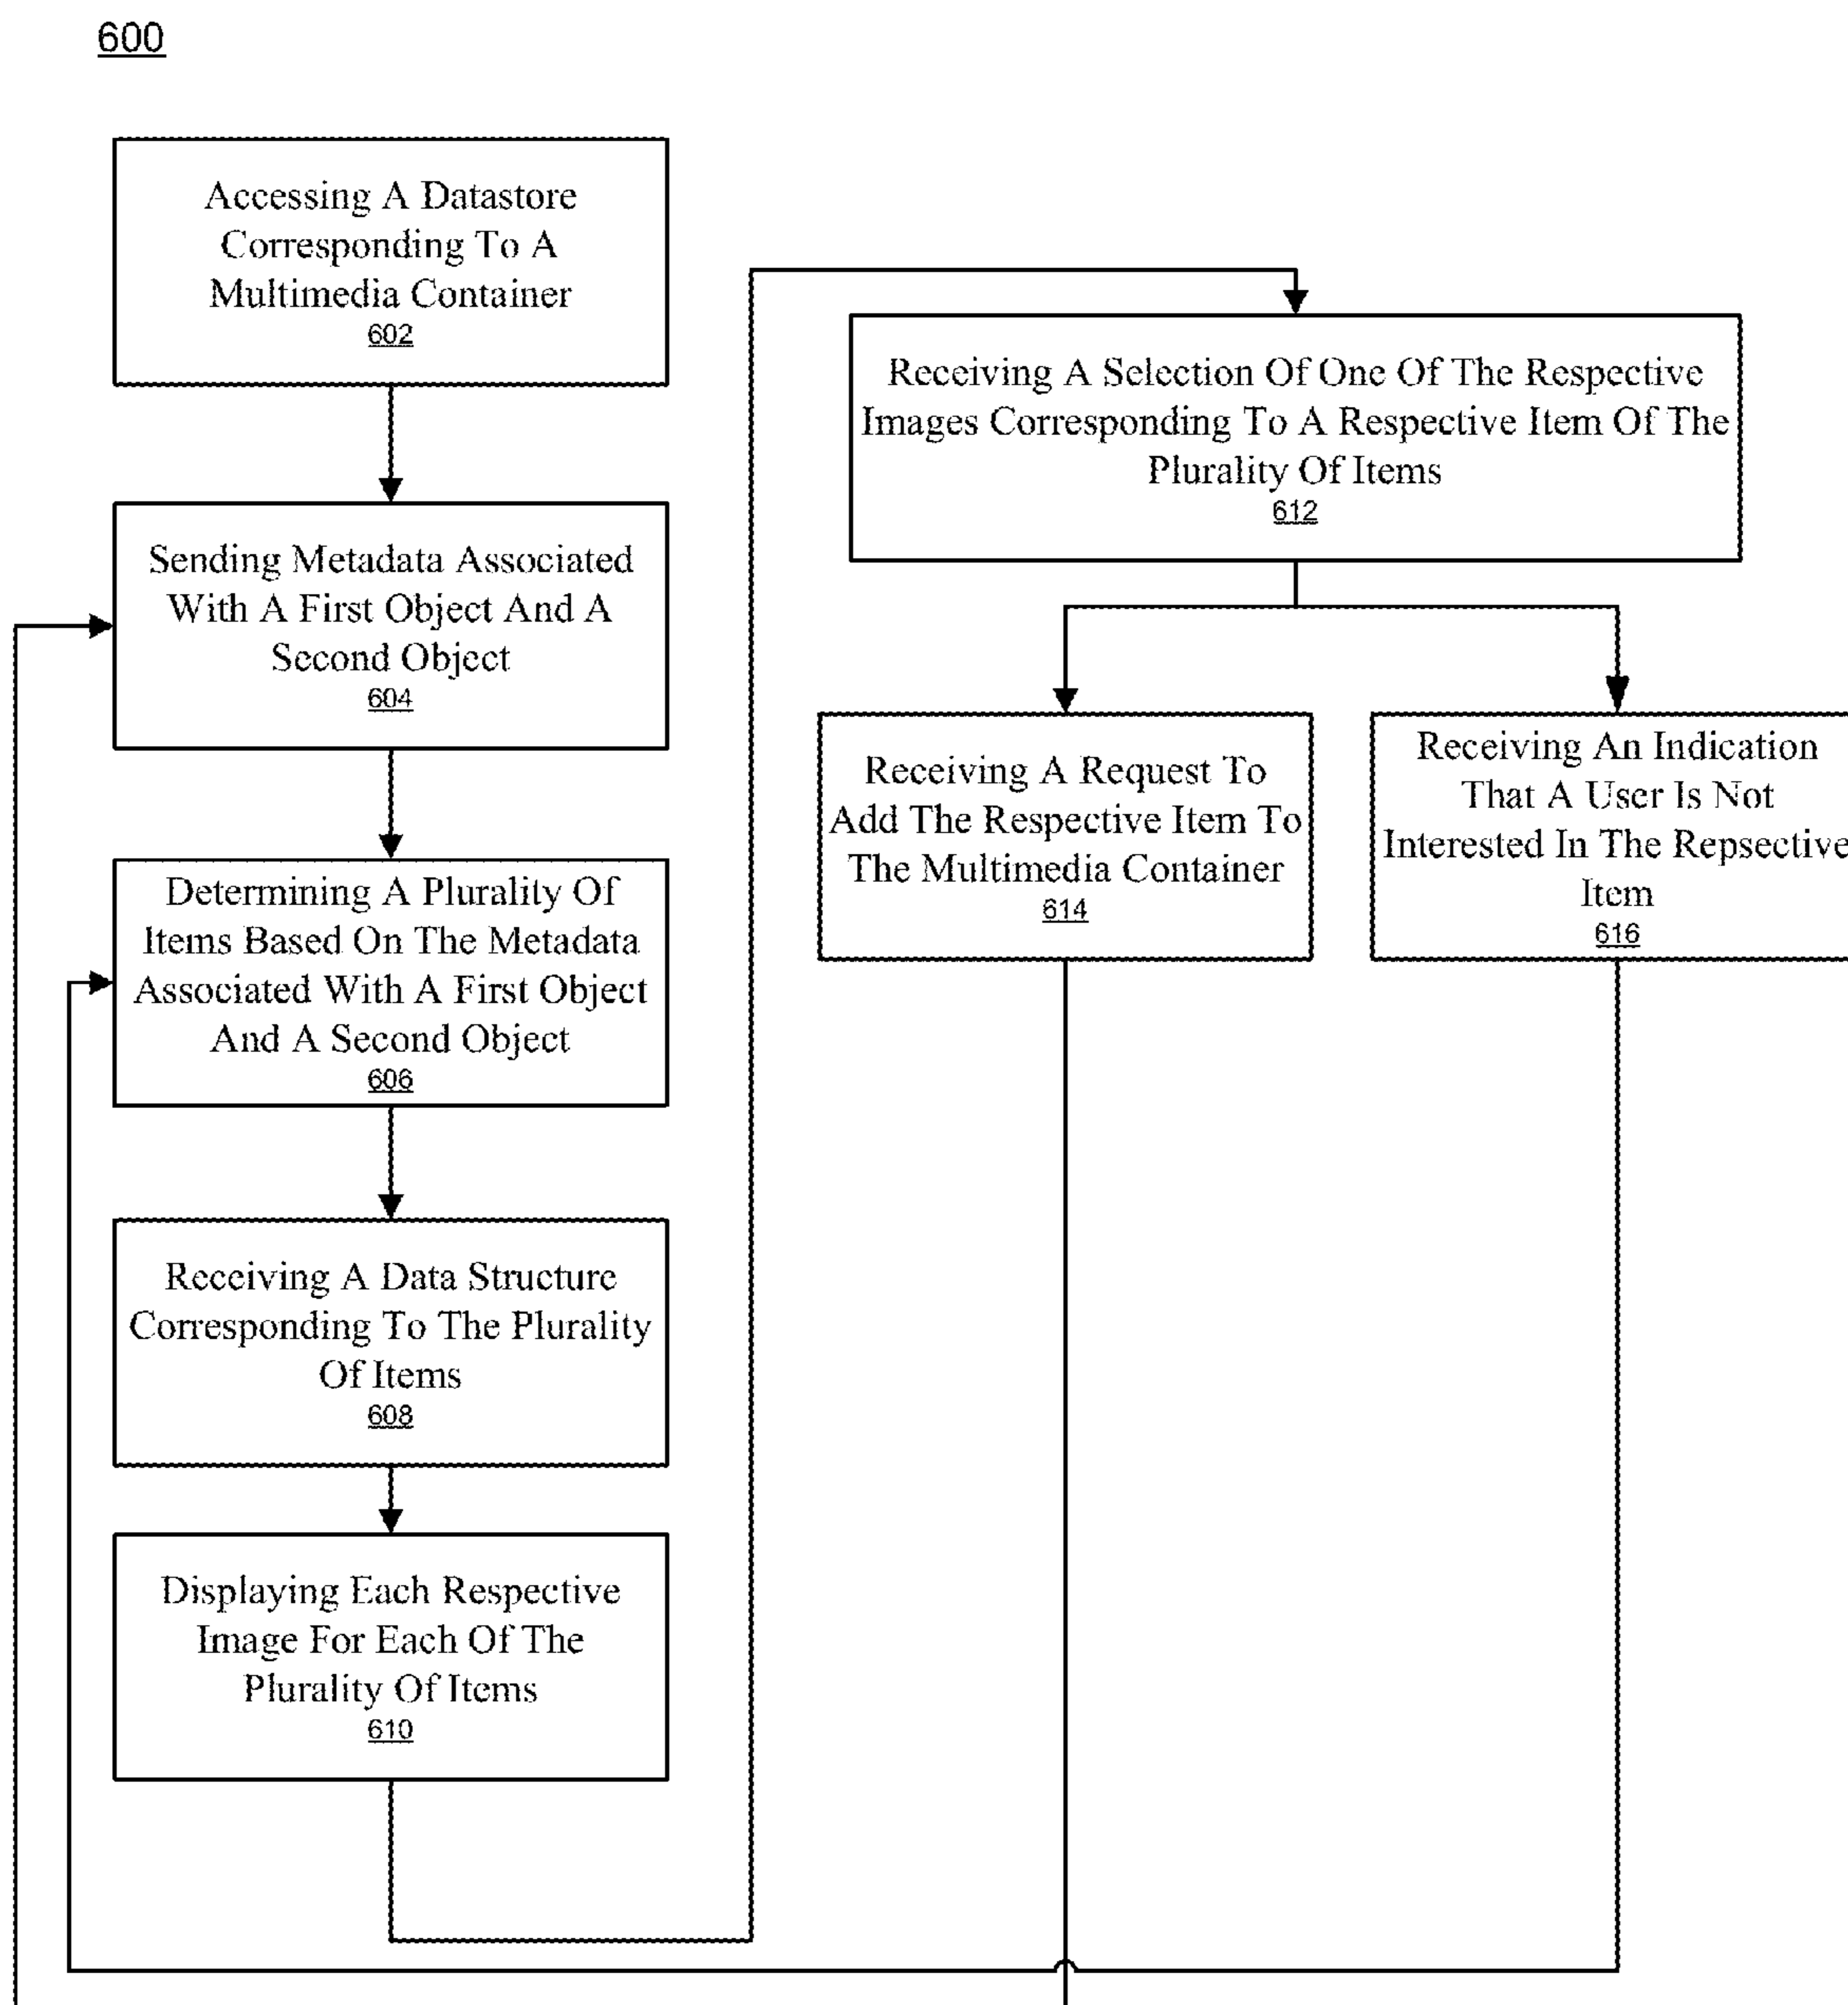 600
Accessing A Datastore
Corresponding To A
Multimedia Container
602
Sending Metadata Associated
With A First Object And A
Second Object
604
Determining A Plurality Of
Items Based On The Metadata
Associated With A First Object
And A Second Object
606
Receiving A Data Structure
Corresponding To The Plurality
Of Items
608
Displaying Each Respective
Image For Each Of The
Plurality Of Items
610
Receiving A Selection Of One Of The Respective
Images Corresponding To A Respective Item Of The
Plurality Of Items
612
Receiving A Request To
Add The Respective Item To
The Multimedia Container
614
Receiving An Indication
That A User Is Not
Interested In The Repsective
Item
616